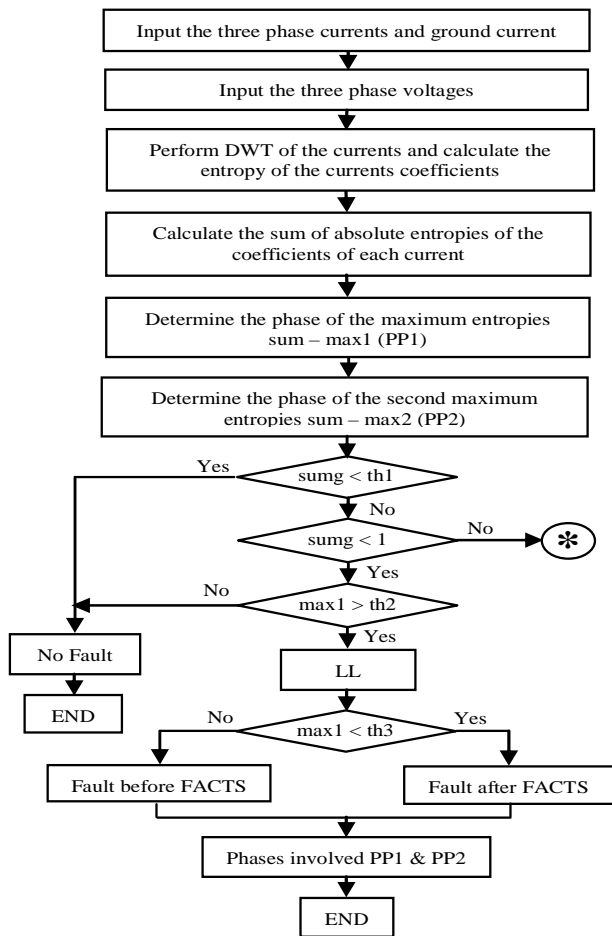 Input the three phase currents and ground current
Input the three phase voltages
Perform DWT of the currents and calculate the
entropy of the currents coefficients
Calculate the sum of absolute entropies of the
coefficients of each current
Determine the phase of the maximum entropies
sum – max1 (PP1)
Determine the phase of the second maximum
entropies sum – max2 (PP2)
Yes
sumg < th1
No
sumg < 1
No
*
Yes
No
max1 > th2
Yes
No Fault
LL
END
No
max1 < th3
Yes
Fault before FACTS
Fault after FACTS
Phases involved PP1 & PP2
END